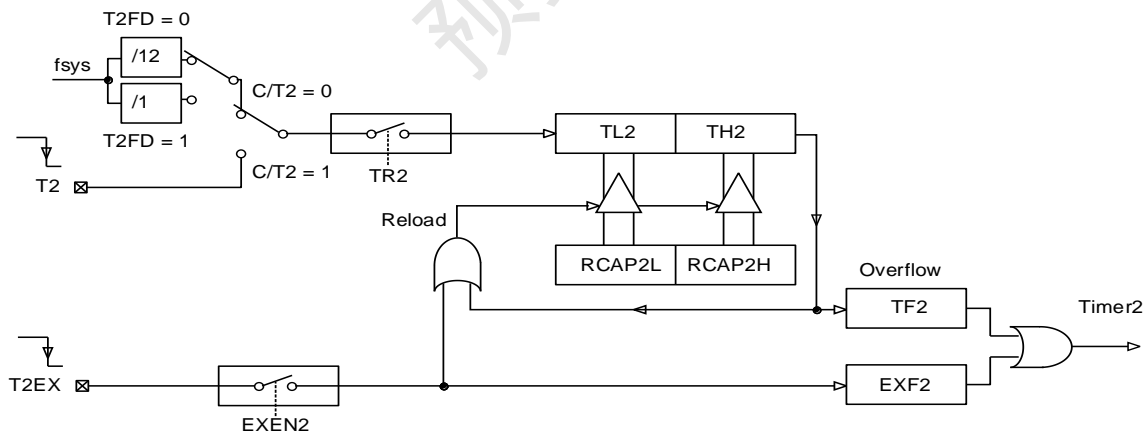 预
T2FD = 0
/12
fsys
C/T2 = 0
/1
T2FD = 1
TL2
TH2
T2
C/T2 = 1
TR2
Reload
RCAP2L
RCAP2H
Overflow
TF2
Timer2
T2EX
EXF2
EXEN2